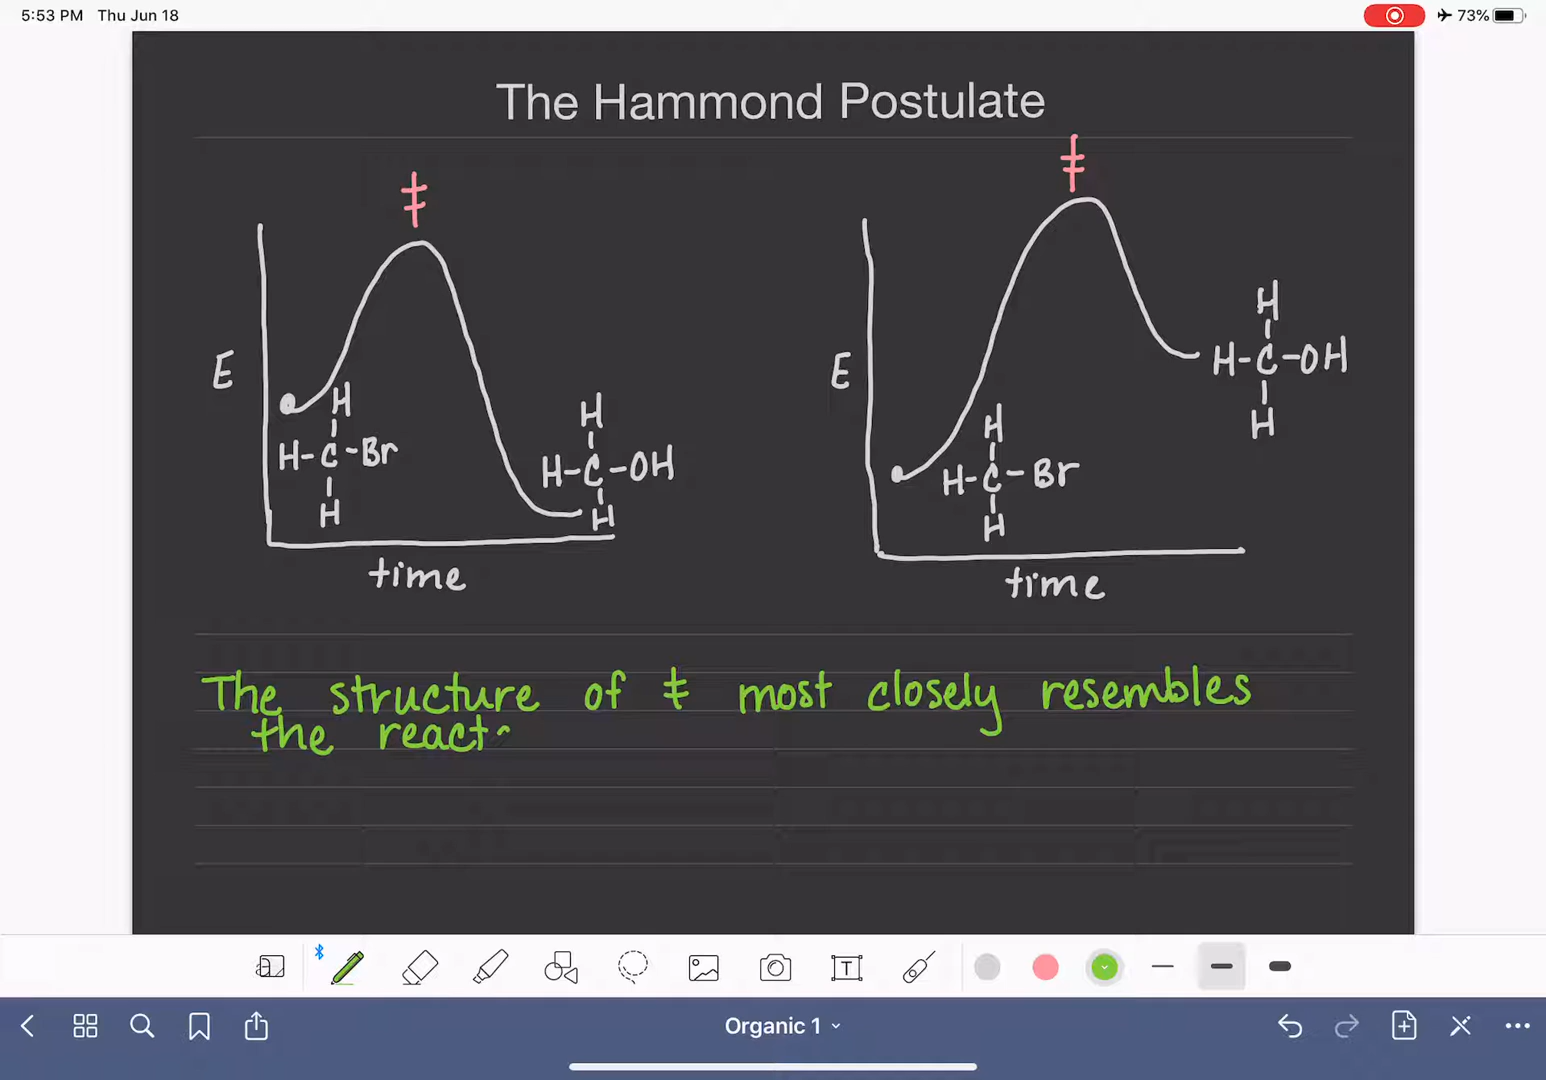 5:53 PM Thu Jun 18
73%
The Hammond Postulate
‡
‡
E
H
H-C-Br
H
H
H-C-OH
H
time
E
H
H-C-Br
H
H
H-C-OH
H
time
The structure of ‡ most closely resembles
the react
T
Organic 1